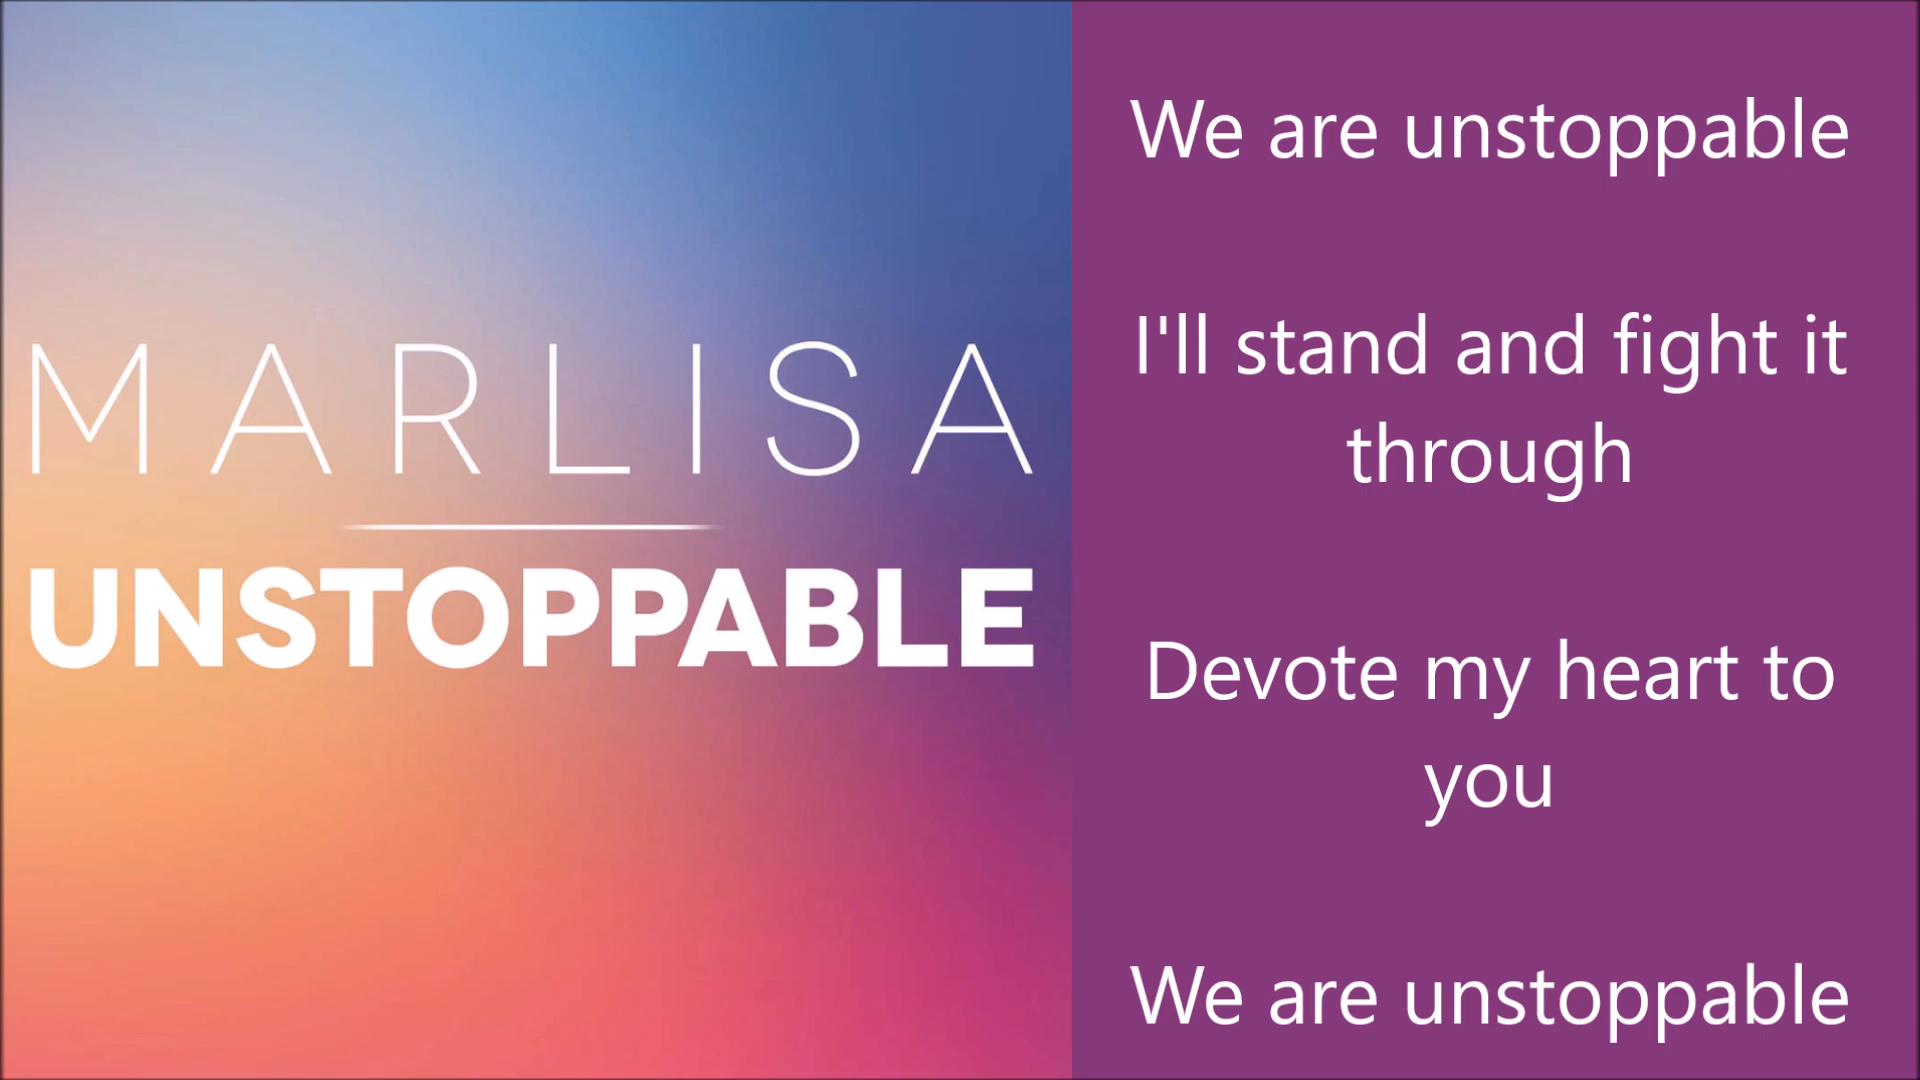 MARLISA
UNSTOPPABLE
We are unstoppable
I'll stand and fight it
through
Devote my heart to
you
We are unstoppable